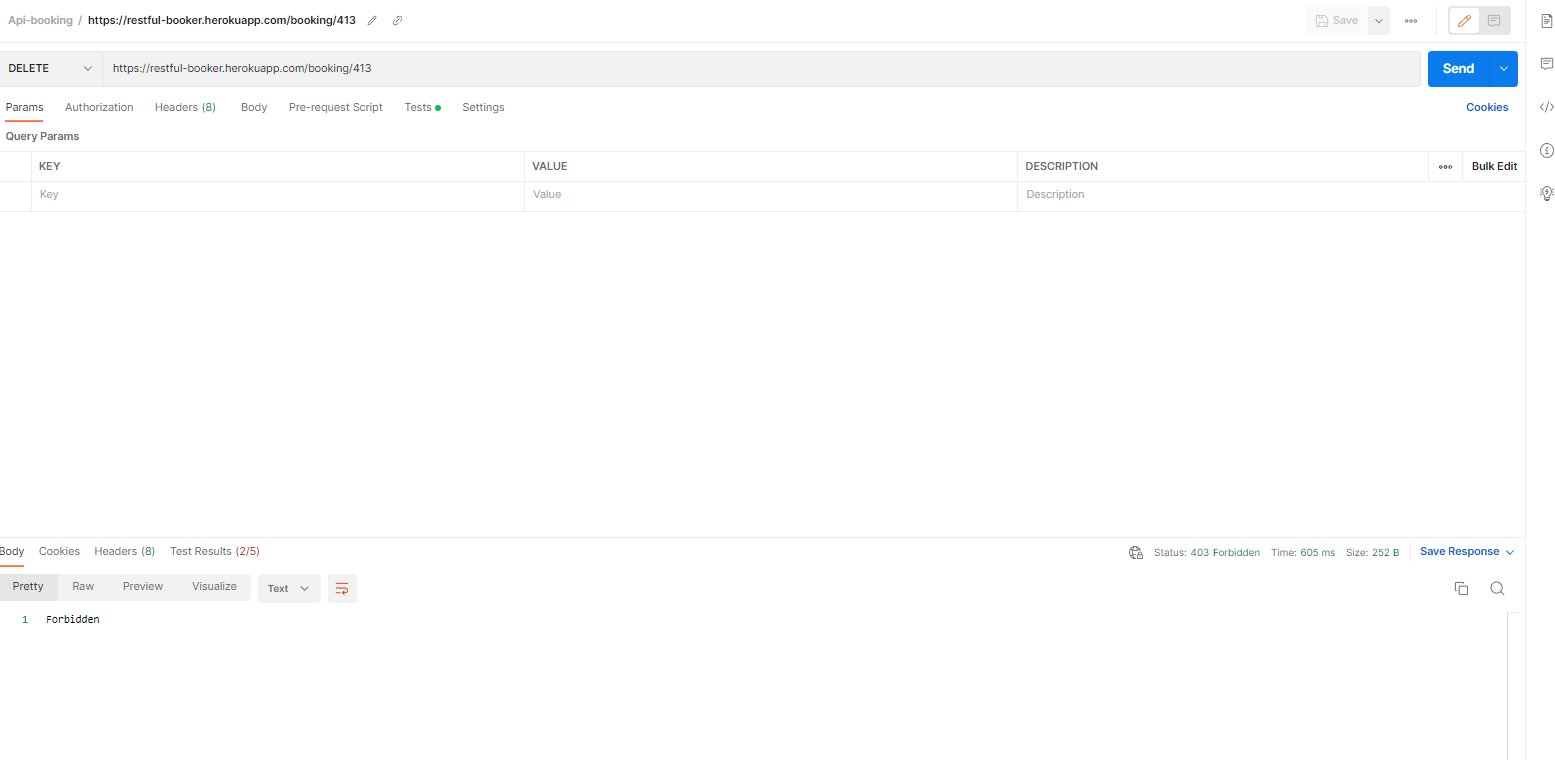 Api-booking / https://restful-booker.herokuapp.com/booking/413
Save
DELETE https://restful-booker.herokuapp.com/booking/413 Send
Params Authorization Headers (8) Body Pre-request Script Tests Settings Cookies
Query Params
KEY VALUE DESCRIPTION Bulk Edit
Key Value Description
Body Cookies Headers (8) Test Results (2/5) Status: 403 Forbidden Time: 605 ms Size: 252 B Save Response
Pretty Raw Preview Visualize Text
1 Forbidden